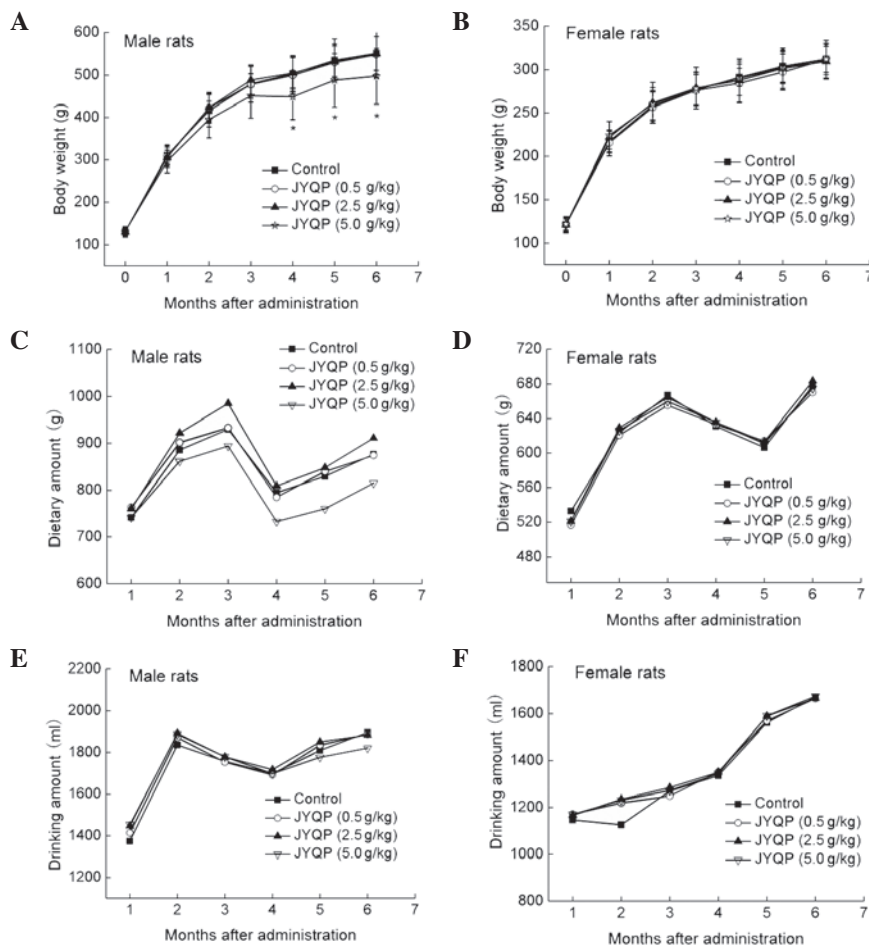 A
Male rats
Body weight (g)
600
500
400
300
200
100
* * *
Control
JYQP (0.5 g/kg)
JYQP (2.5 g/kg)
JYQP (5.0 g/kg)
0 1 2 3 4 5 6 7
Months after administration
B
Female rats
Body weight (g)
350
300
250
200
150
100
Control
JYQP (0.5 g/kg)
JYQP (2.5 g/kg)
JYQP (5.0 g/kg)
0 1 2 3 4 5 6 7
Months after administration
C
Male rats
Dietary amount (g)
1100
1000
900
800
700
600
Control
JYQP (0.5 g/kg)
JYQP (2.5 g/kg)
JYQP (5.0 g/kg)
1 2 3 4 5 6 7
Months after administration
D
Female rats
Dietary amount (g)
720
680
640
600
560
520
480
Control
JYQP (0.5 g/kg)
JYQP (2.5 g/kg)
JYQP (5.0 g/kg)
1 2 3 4 5 6 7
Months after administration
E
Male rats
Drinking amount (ml)
2200
2000
1800
1600
1400
1200
1100
Control
JYQP (0.5 g/kg)
JYQP (2.5 g/kg)
JYQP (5.0 g/kg)
1 2 3 4 5 6 7
Months after administration
F
Female rats
Drinking amount (ml)
1800
1600
1400
1200
1000
800
Control
JYQP (0.5 g/kg)
JYQP (2.5 g/kg)
JYQP (5.0 g/kg)
1 2 3 4 5 6 7
Months after administration